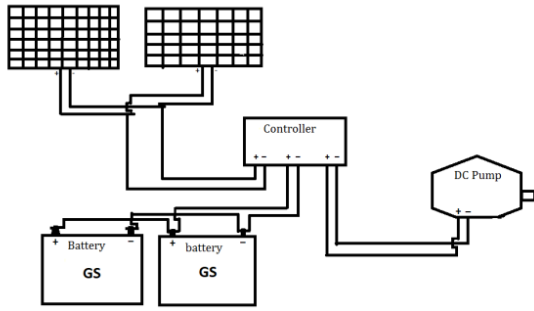 + -
+ -
Controller
+ − + − + −
DC Pump
+ −
+ −
Battery
GS
+ −
battery
GS